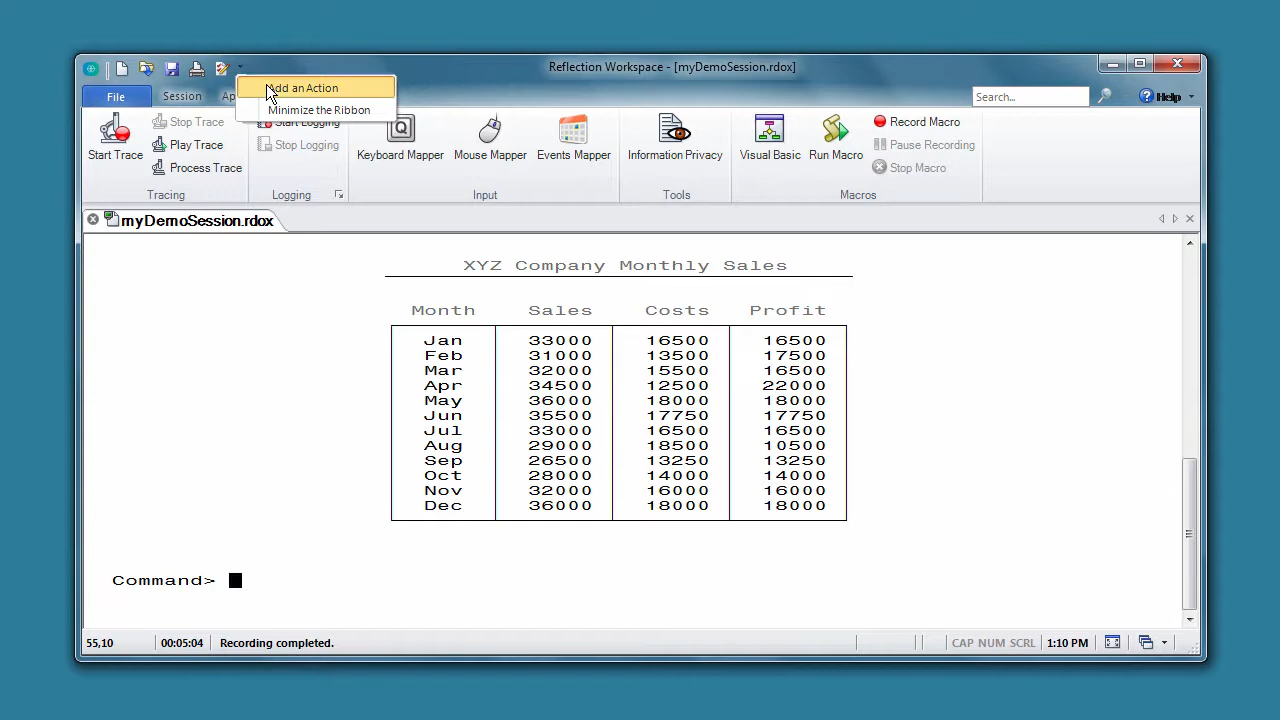 Reflection Workspace - [myDemoSession.rdox]
Add an Action
Minimize the Ribbon
File
Session
Search...
Help
Start Trace
Stop Trace
Play Trace
Process Trace
Tracing
Start Logging
Stop Logging
Logging
Keyboard Mapper
Mouse Mapper
Events Mapper
Input
Information Privacy
Tools
Visual Basic
Run Macro
Record Macro
Pause Recording
Stop Macro
Macros
myDemoSession.rdox
XYZ Company Monthly Sales
Month Sales Costs Profit
Jan 33000 16500 16500
Feb 31000 13500 17500
Mar 32000 15500 16500
Apr 34500 12500 22000
May 36000 18000 18000
Jun 35500 17750 17750
Jul 33000 16500 16500
Aug 29000 18500 10500
Sep 26500 13250 13250
Oct 28000 14000 14000
Nov 32000 16000 16000
Dec 36000 18000 18000
Command>
55,10 00:05:04 Recording completed. CAP NUM SCRL 1:10 PM